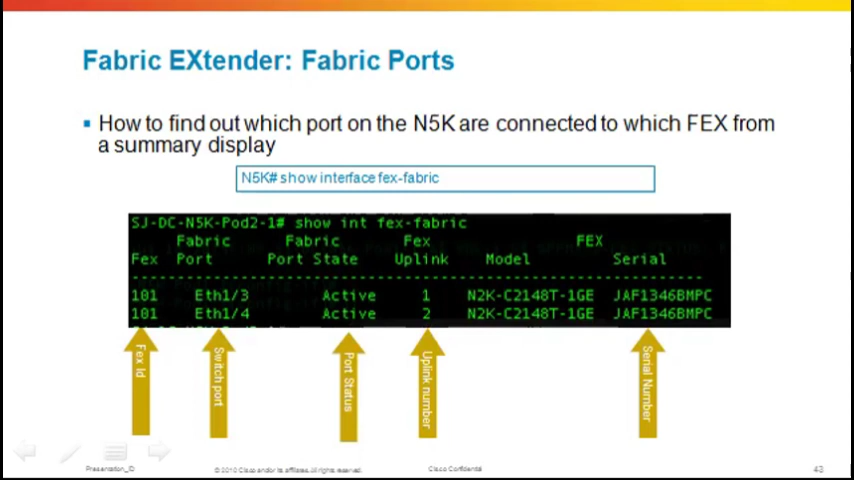 Fabric EXtender: Fabric Ports
▪ How to find out which port on the N5K are connected to which FEX from
a summary display
N5K# show interface fex-fabric
SJ-DC-N5K-Pod2-1# show int fex-fabric
Fabric Fabric Fex FEX
Fex Port Port State Uplink Model Serial
---------------------------------------------------------------
101 Eth1/3 Active 1 N2K-C2148T-1GE JAF1346BMPC
101 Eth1/4 Active 2 N2K-C2148T-1GE JAF1346BMPC
Fex Id
Switch port
Port Status
Uplink number
Serial Number
Presentation_ID
© 2010 Cisco and/or its affiliates. All rights reserved.
Cisco Confidential
43